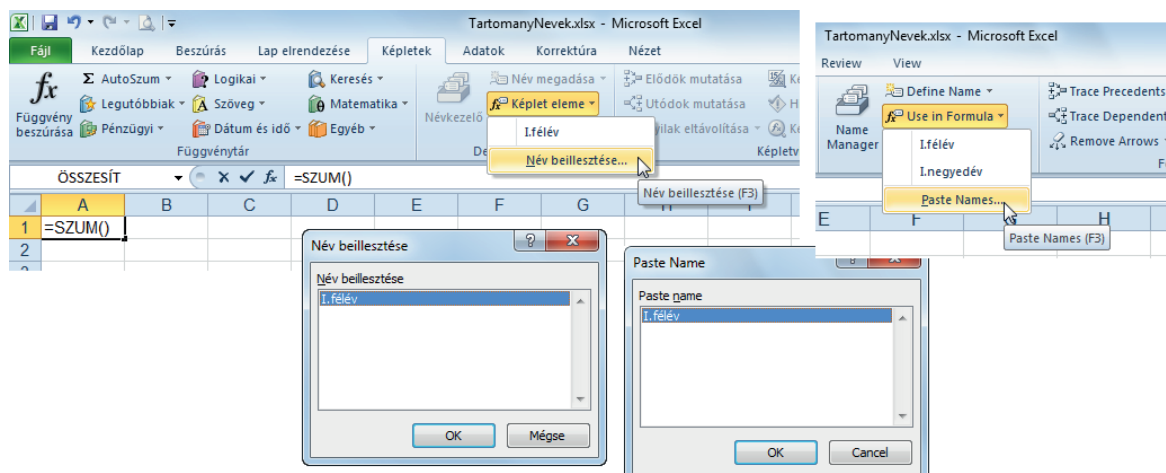 TartomanyNevek.xlsx - Microsoft Excel
Fájl Kezdőlap Beszúrás Lap elrendezése Képletek Adatok Korrektúra Nézet
Függvény beszúrása
Σ AutoSzum
Legutóbbiak
Pénzügyi
Logikai
Szöveg
Dátum és idő
Keresés
Matematika
Egyéb
Függvénytár
Névkezelő
Név megadása
Képlet eleme
I.félév
Név beillesztése...
Név beillesztése (F3)
Elődök mutatása
Utódok mutatása
eltávolítása
ÖSSZESÍT
fx =SZUM()
A B C D E F G
1 =SZUM()
2
Név beillesztése
Név beillesztése
I.félév
OK Mégse
Paste Name
Paste name
I.félév
OK Cancel
TartomanyNevek.xlsx - Microsoft Excel
Review View
Name Manager
Define Name
Use in Formula
I.félév
I.negyedév
Paste Names...
Paste Names (F3)
Trace Precedents
Trace Dependent
Remove Arrows
E F G H